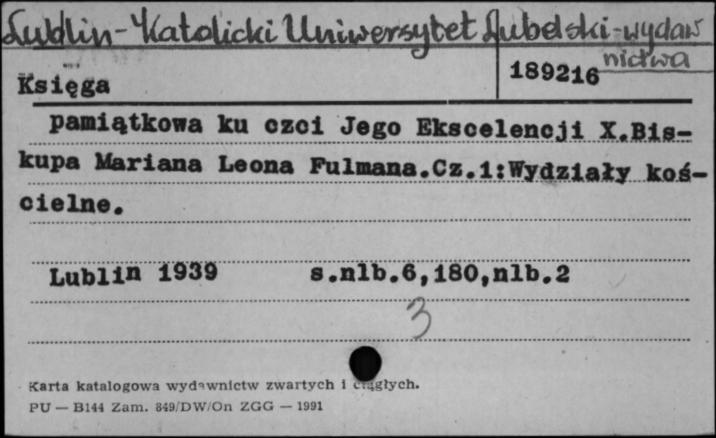 Lublin-Katolicki Uniwersytet Lubelski-wydaw
nictwa
Księga
189216
pamiątkowa ku czci Jego Ekscelencji X.Bis-
kupa Mariana Leona Fulmana.Cz.1:Wydziały koś-
cielne.
Lublin 1939 s.nlb.6,180,nlb.2
3
Karta katalogowa wydawnictw zwartych i ciągłych.
PU — B144 Zam. 849/DW/On ZGG — 1991